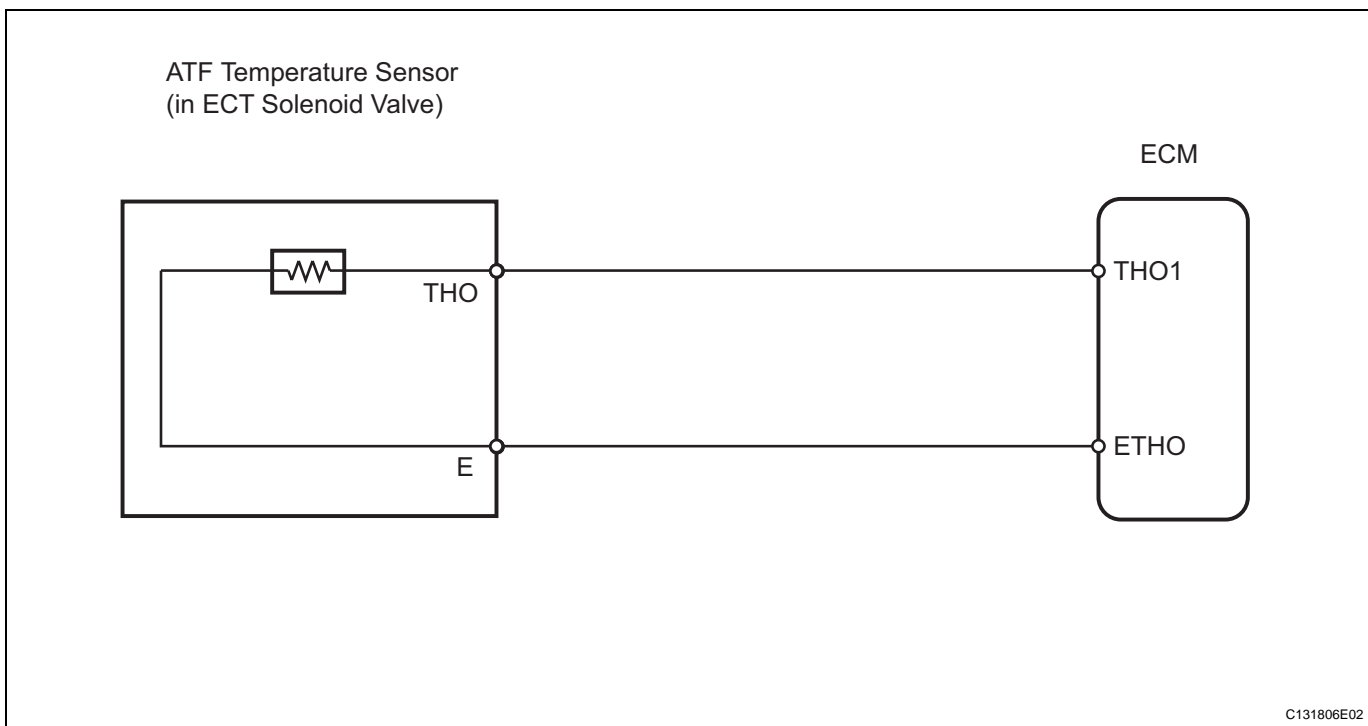 ATF Temperature Sensor
(in ECT Solenoid Valve)
ECM
THO
THO1
E
ETHO
C131806E02